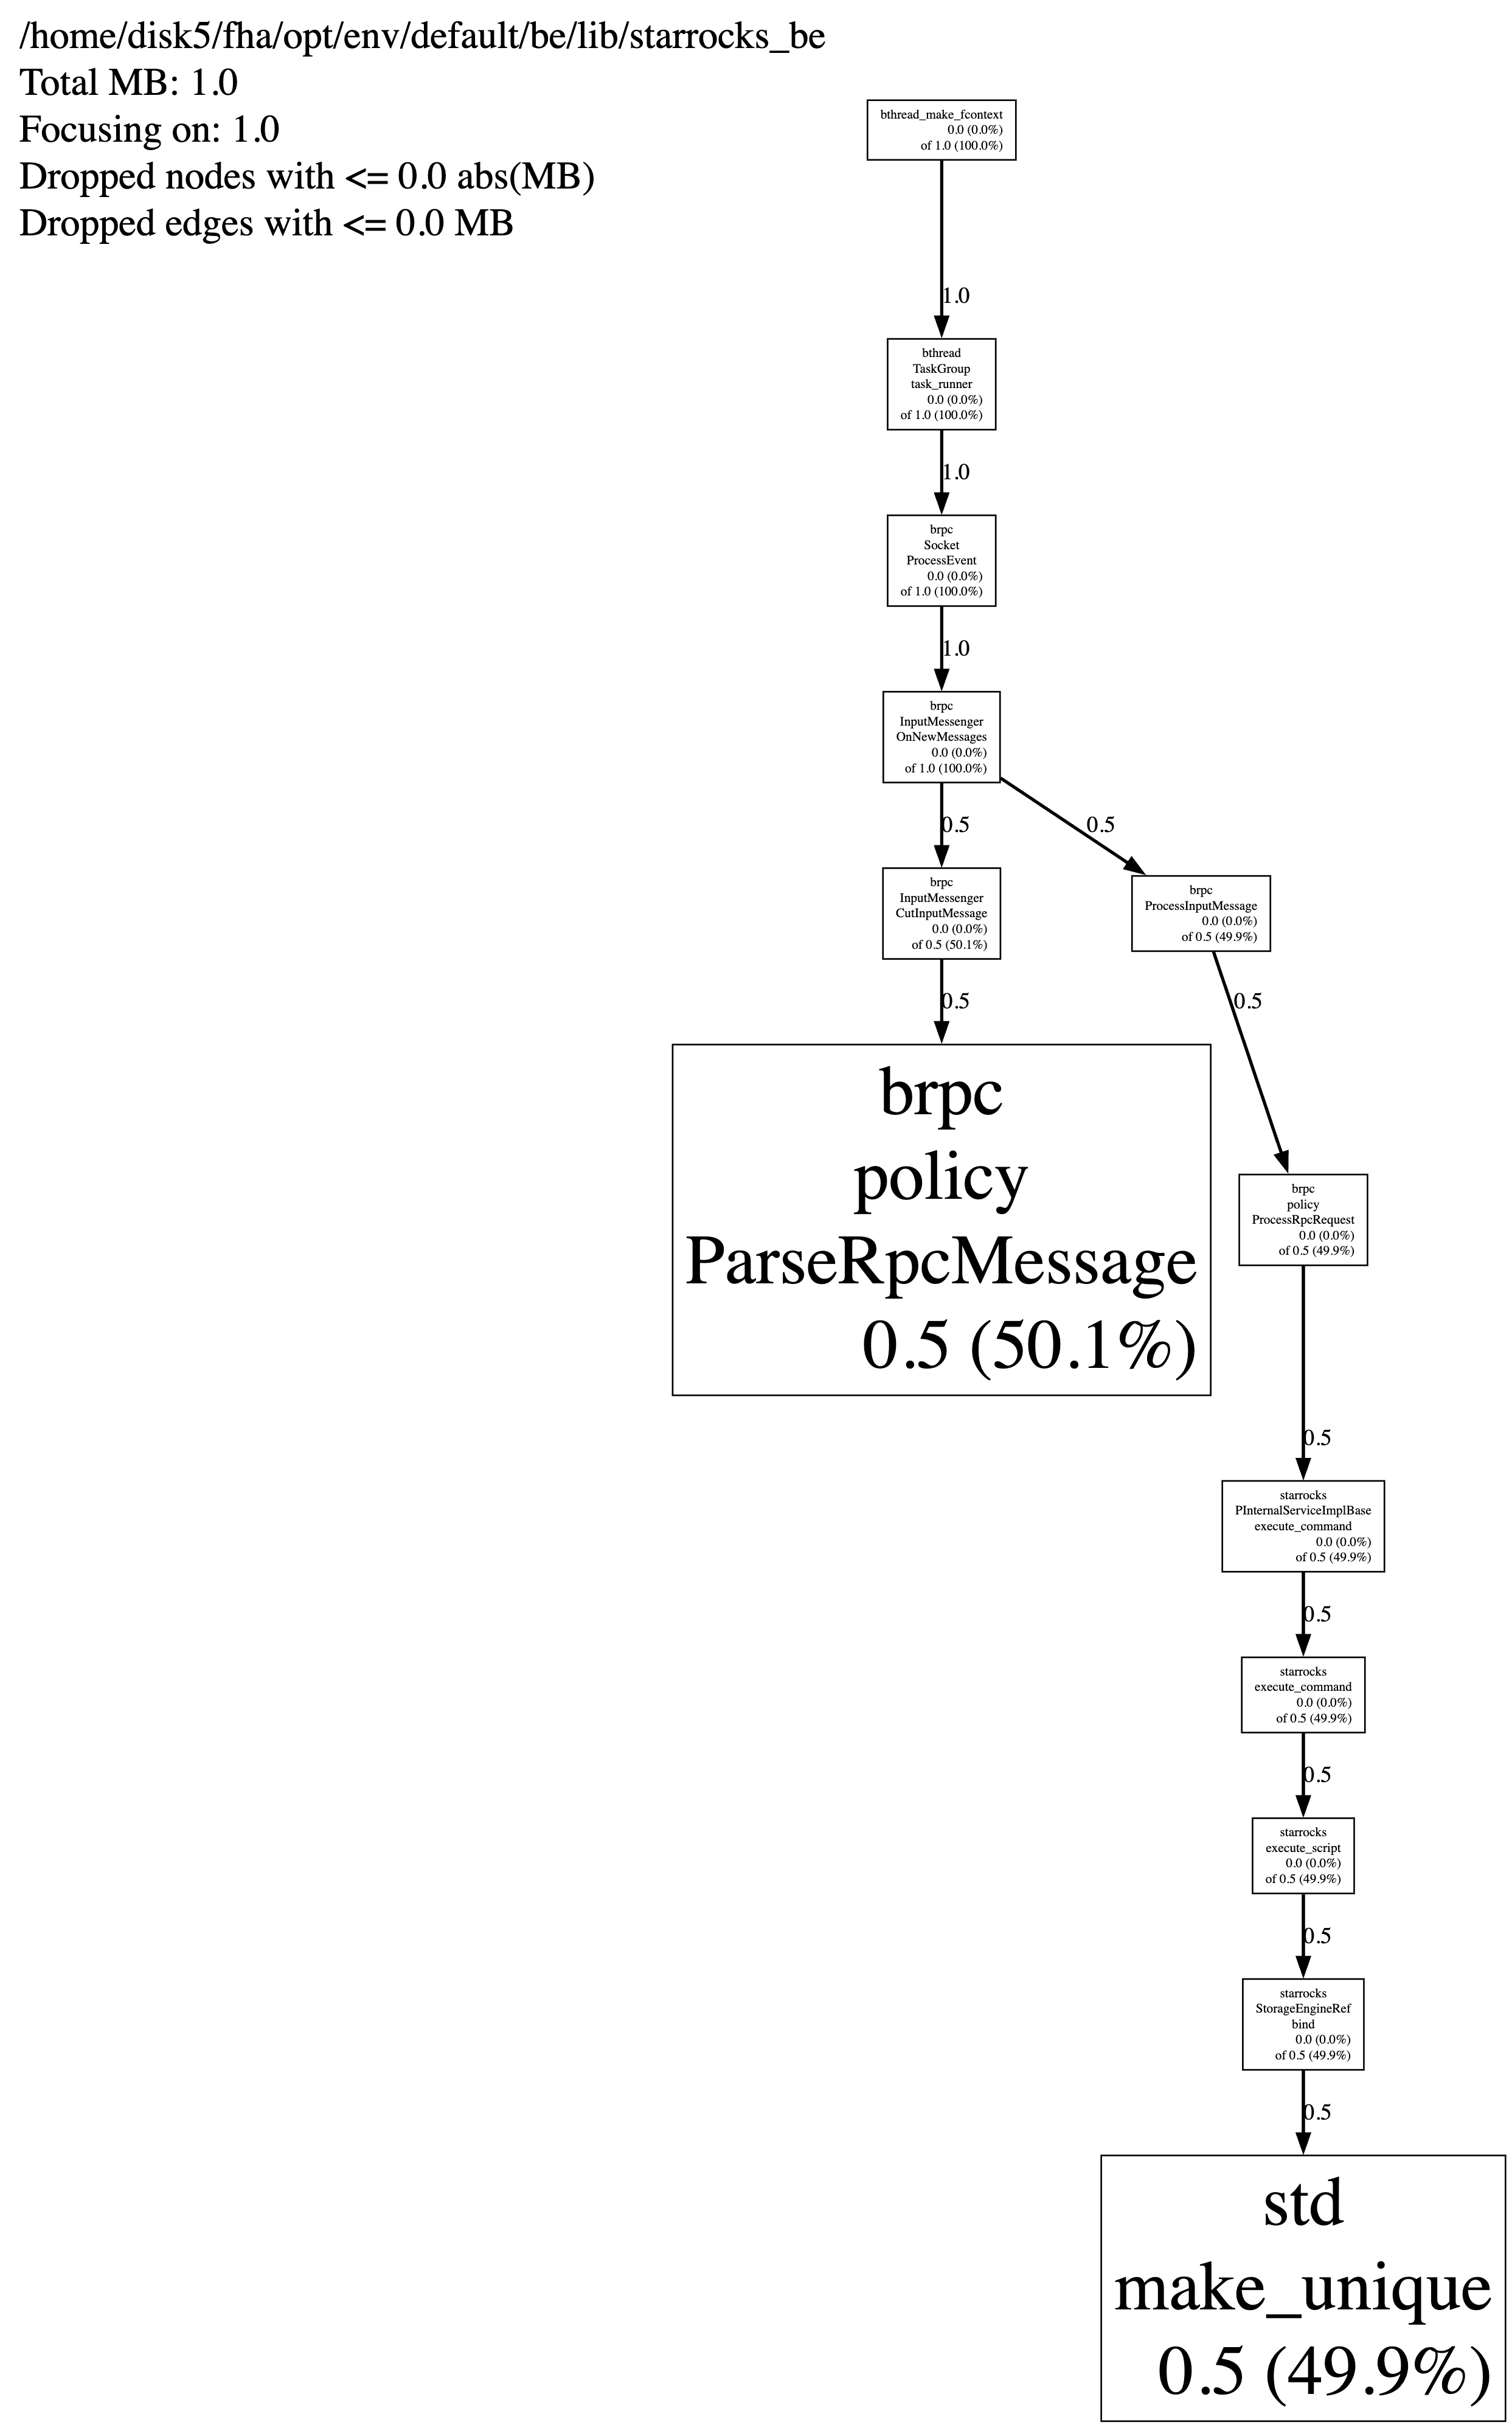 /home/disk5/fha/opt/env/default/be/lib/starrocks_be
Total MB: 1.0
Focusing on: 1.0
Dropped nodes with <= 0.0 abs(MB)
Dropped edges with <= 0.0 MB
bthread_make_fcontext
0.0 (0.0%)
of 1.0 (100.0%)
1.0
bthread
TaskGroup
task_runner
0.0 (0.0%)
of 1.0 (100.0%)
1.0
brpc
Socket
ProcessEvent
0.0 (0.0%)
of 1.0 (100.0%)
1.0
brpc
InputMessenger
OnNewMessages
0.0 (0.0%)
of 1.0 (100.0%)
0.5
0.5
brpc
InputMessenger
CutInputMessage
0.0 (0.0%)
of 0.5 (50.1%)
brpc
ProcessInputMessage
0.0 (0.0%)
of 0.5 (49.9%)
0.5
0.5
brpc
policy
ParseRpcMessage
0.5 (50.1%)
brpc
policy
ProcessRpcRequest
0.0 (0.0%)
of 0.5 (49.9%)
0.5
starrocks
PInternalServiceImplBase
execute_command
0.0 (0.0%)
of 0.5 (49.9%)
0.5
starrocks
execute_command
0.0 (0.0%)
of 0.5 (49.9%)
0.5
starrocks
execute_script
0.0 (0.0%)
of 0.5 (49.9%)
0.5
starrocks
StorageEngineRef
bind
0.0 (0.0%)
of 0.5 (49.9%)
0.5
std
make_unique
0.5 (49.9%)